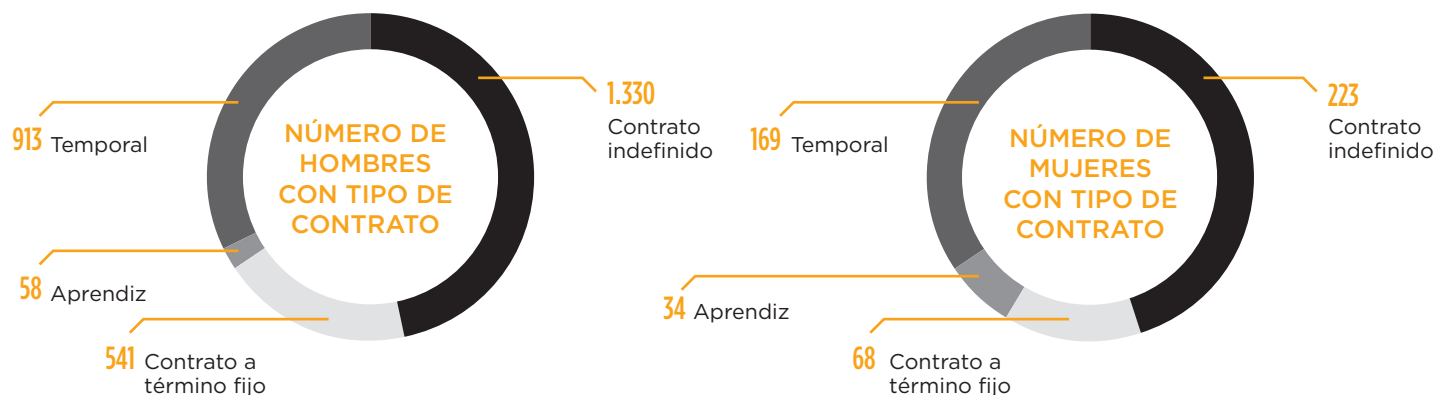 NÚMERO DE
HOMBRES
CON TIPO DE
CONTRATO
1.330
Contrato
indefinido
913 Temporal
58 Aprendiz
541 Contrato a
término fijo
NÚMERO DE
MUJERES
CON TIPO DE
CONTRATO
223
Contrato
indefinido
169 Temporal
34 Aprendiz
68 Contrato a
término fijo